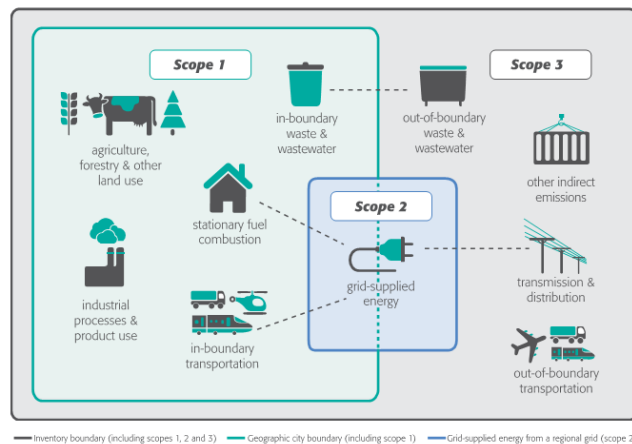 Scope 1
Scope 3
in-boundary
waste &
wastewater
out-of-boundary
waste &
wastewater
agriculture,
forestry & other
land use
other indirect
emissions
Scope 2
stationary fuel
combustion
grid-supplied
energy
transmission &
distribution
industrial
processes &
product use
in-boundary
transportation
out-of-boundary
transportation
Inventory boundary (including scopes 1, 2 and 3) Geographic city boundary (including scope 1) Grid-supplied energy from a regional grid (scope 2